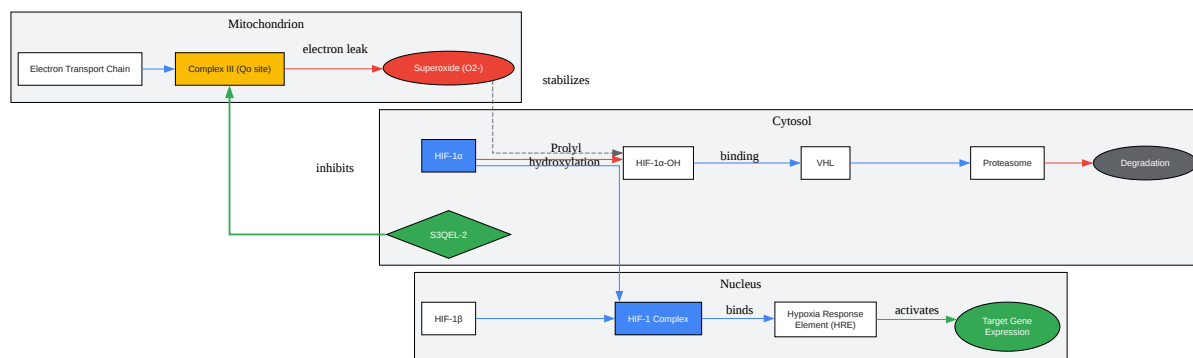 Mitochondrion
Electron Transport Chain
Complex III (Qo site)
electron leak
Superoxide (O2-)
stabilizes
inhibits
Cytosol
HIF-1α
Prolyl
hydroxylation
HIF-1α-OH
binding
VHL
Proteasome
Degradation
S3QEL-2
Nucleus
HIF-1β
HIF-1 Complex
binds
Hypoxia Response
Element (HRE)
activates
Target Gene
Expression